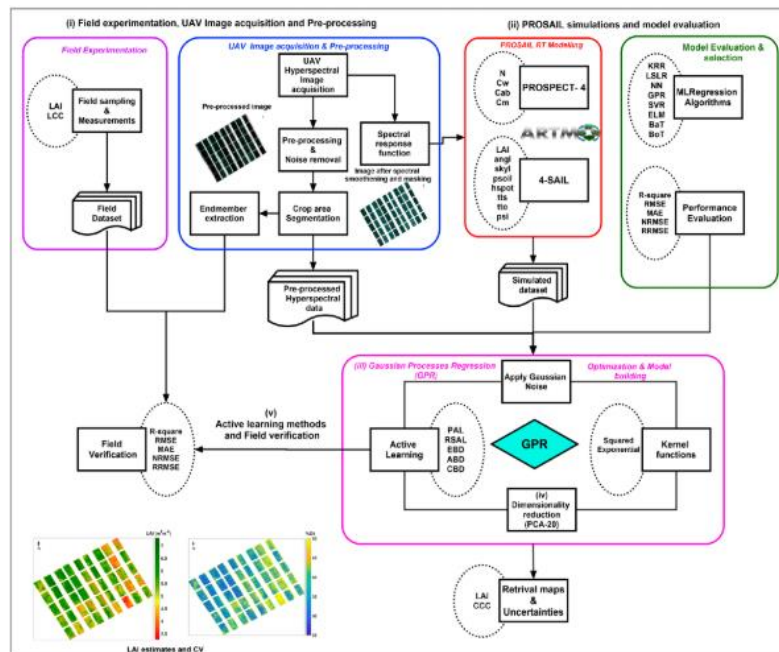 (i) Field experimentation, UAV Image acquisition and Pre-processing
(ii) PROSAIL simulations and model evaluation
Field Experimentation
LAI
LCC
Field sampling
&
Measurements
Field
Dataset
UAV Image acquisition & Pre-processing
UAV
Hyperspectral
Image
acquisition
Pre-processed image
Pre-processing
&
Noise removal
Spectral
response
function
Image after spectral
smoothening and masking
Endmember
extraction
Crop area
Segmentation
Pre-processed
Hyperspectral
data
PROSAIL RT Modelling
N
Cw
Cab
Cm
PROSPECT- 4
ARTMO
LAI
angl
skyl
psoil
hspot
tts
tto
psi
4-SAIL
Simulated
dataset
Model Evaluation &
selection
KRR
LSLR
NN
GPR
SVR
ELM
BaT
BoT
MLRegression
Algorithms
R-square
RMSE
MAE
NRMSE
RRMSE
Performance
Evaluation
(iii) Gaussian Processes Regression
(GPR)
Apply Gaussian
Noise
Optimization & Model
building
Active
Learning
PAL
RSAL
EBD
ABD
CBD
GPR
Squared
Exponential
Kernel
functions
(iv)
Dimensionality
reduction
(PCA-20)
(v)
Active learning methods
and Field verification
Field
Verification
R-square
RMSE
MAE
NRMSE
RRMSE
LAI
CCC
Retrival maps
&
Uncertainties
LAI estimates and CV